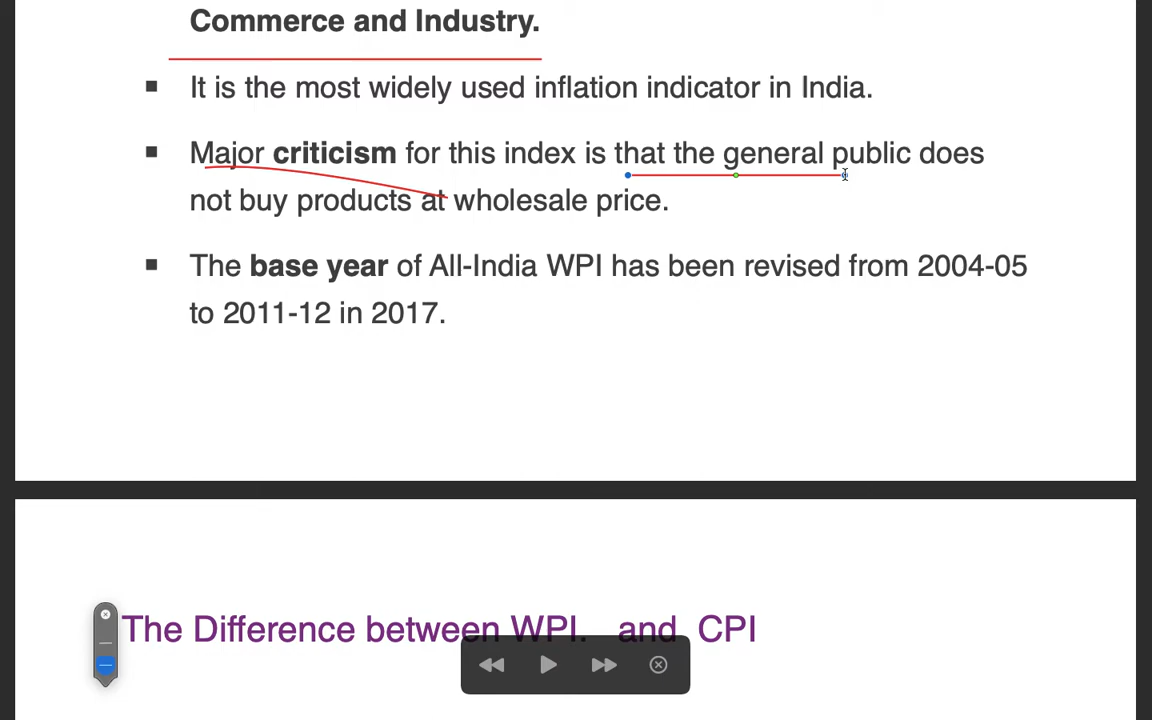 Commerce and Industry.
▪ It is the most widely used inflation indicator in India.
▪ Major criticism for this index is that the general public does
not buy products at wholesale price.
▪ The base year of All-India WPI has been revised from 2004-05
to 2011-12 in 2017.
The Difference between WPI. and CPI